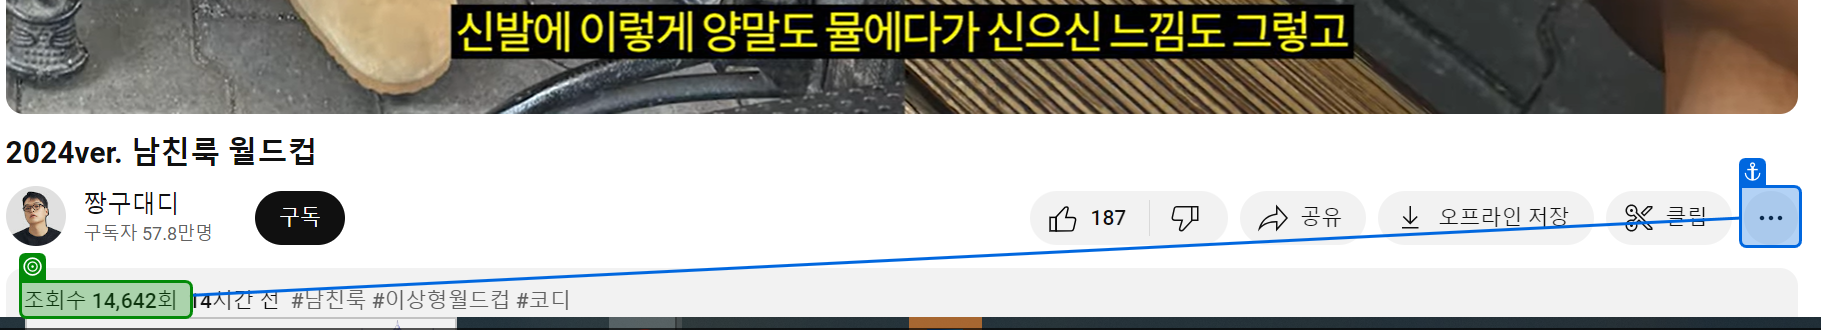 신발에 이렇게 양말도 뮬에다가 신으신 느낌도 그렇고
2024ver. 남친룩 월드컵
짱구대디
구독자 57.8만명
구독
187
공유
오프라인 저장
클립
조회수 14,642회 14시간 전 #남친룩 #이상형월드컵 #코디